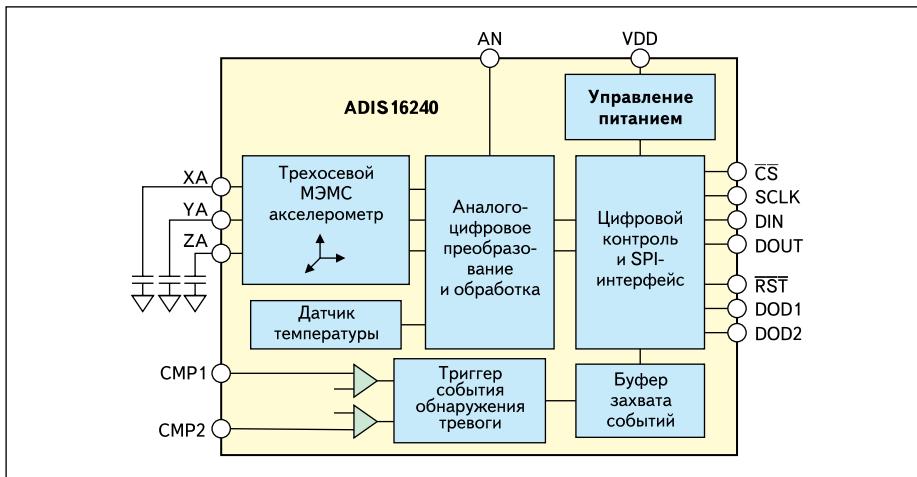 AN
VDD
ADIS16240
Управление
питанием
XA
YA
ZA
Трехосевой
МЭМС
акселерометр
Аналого-
цифровое
преобразо-
вание
и обработка
Цифровой
контроль
и SPI-
интерфейс
CS
SCLK
DIN
DOUT
RST
DOD1
DOD2
Датчик
температуры
CMP1
CMP2
Триггер
события
обнаружения
тревоги
Буфер
захвата
событий